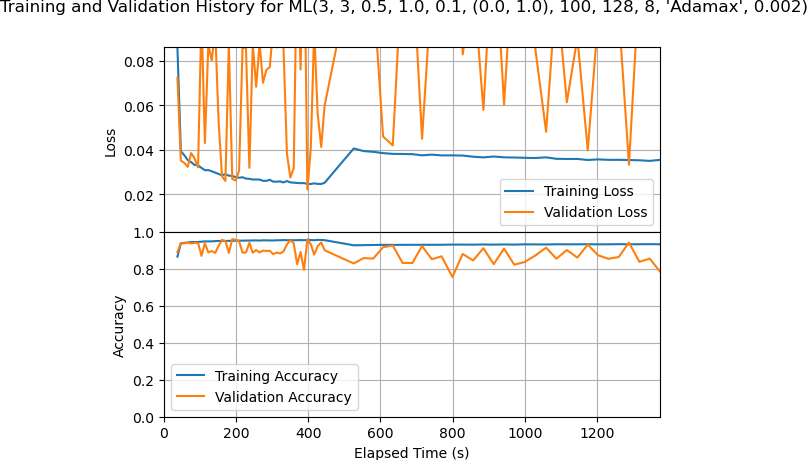 Training and Validation History for ML(3, 3, 0.5, 1.0, 0.1, (0.0, 1.0), 100, 128, 8, 'Adamax', 0.002)
0.08
0.06
0.04
0.02
Loss
Training Loss
Validation Loss
1.0
0.8
0.6
0.4
0.2
0.0
Accuracy
Training Accuracy
Validation Accuracy
0 200 400 600 800 1000 1200
Elapsed Time (s)